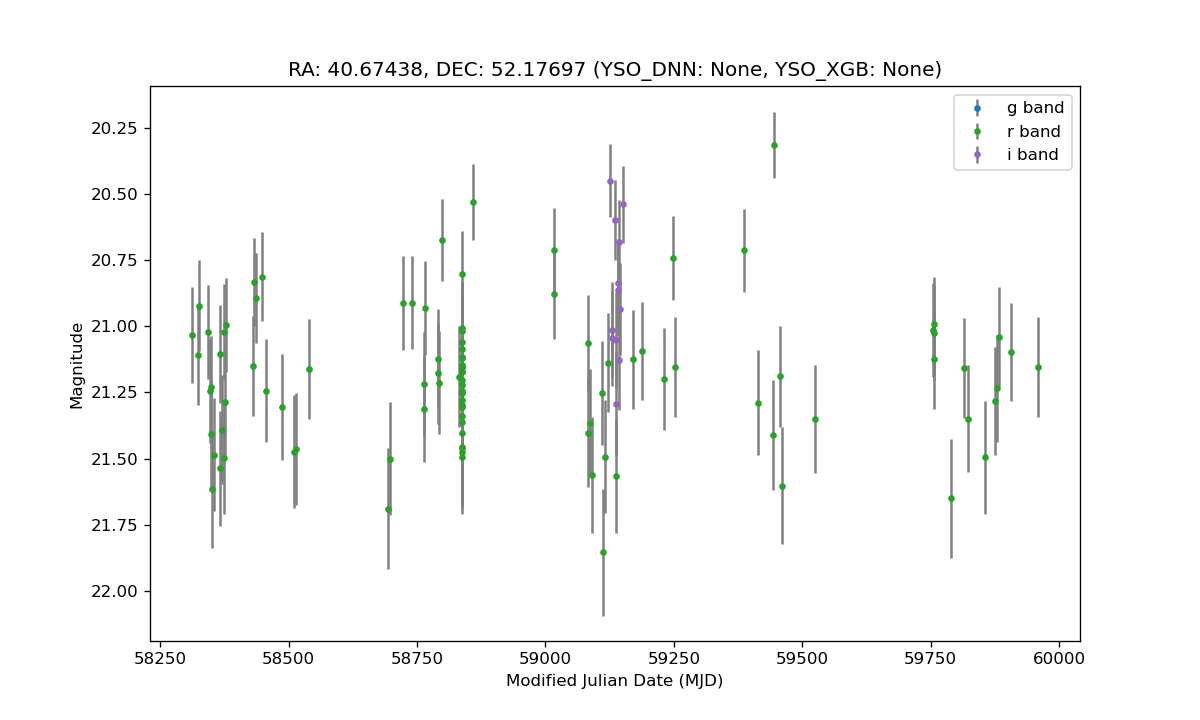 RA: 40.67438, DEC: 52.17697 (YSO_DNN: None, YSO_XGB: None)
g band
r band
i band
20.25
20.50
20.75
21.00
21.25
21.50
21.75
22.00
Magnitude
58250 58500 58750 59000 59250 59500 59750 60000
Modified Julian Date (MJD)